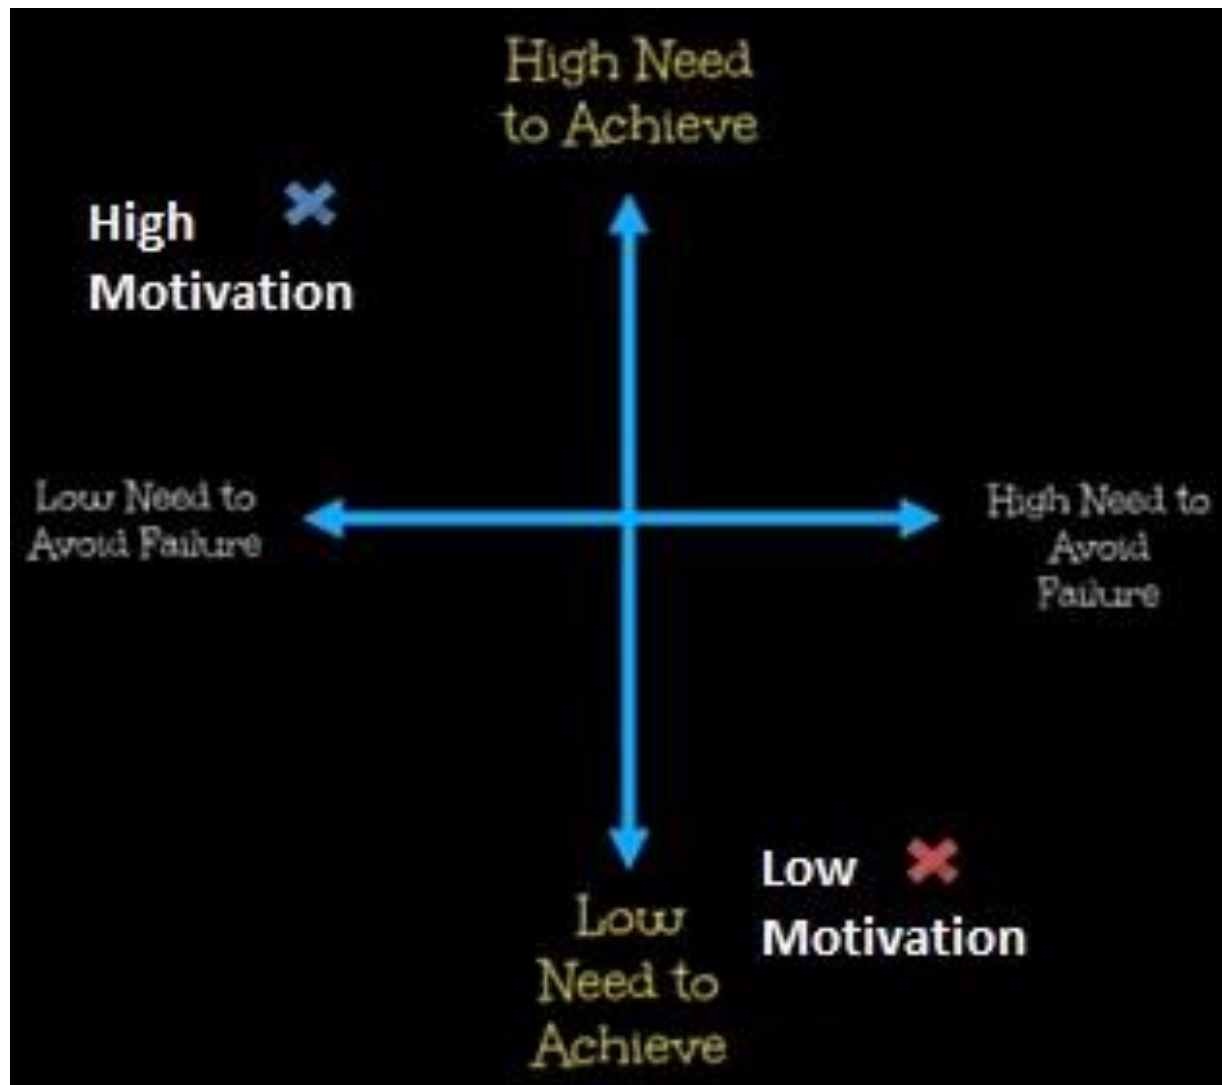 High Need
to Achieve
High
Motivation
Low Need to
Avoid Failure
High Need to
Avoid
Failure
Low
Motivation
Low
Need to
Achieve